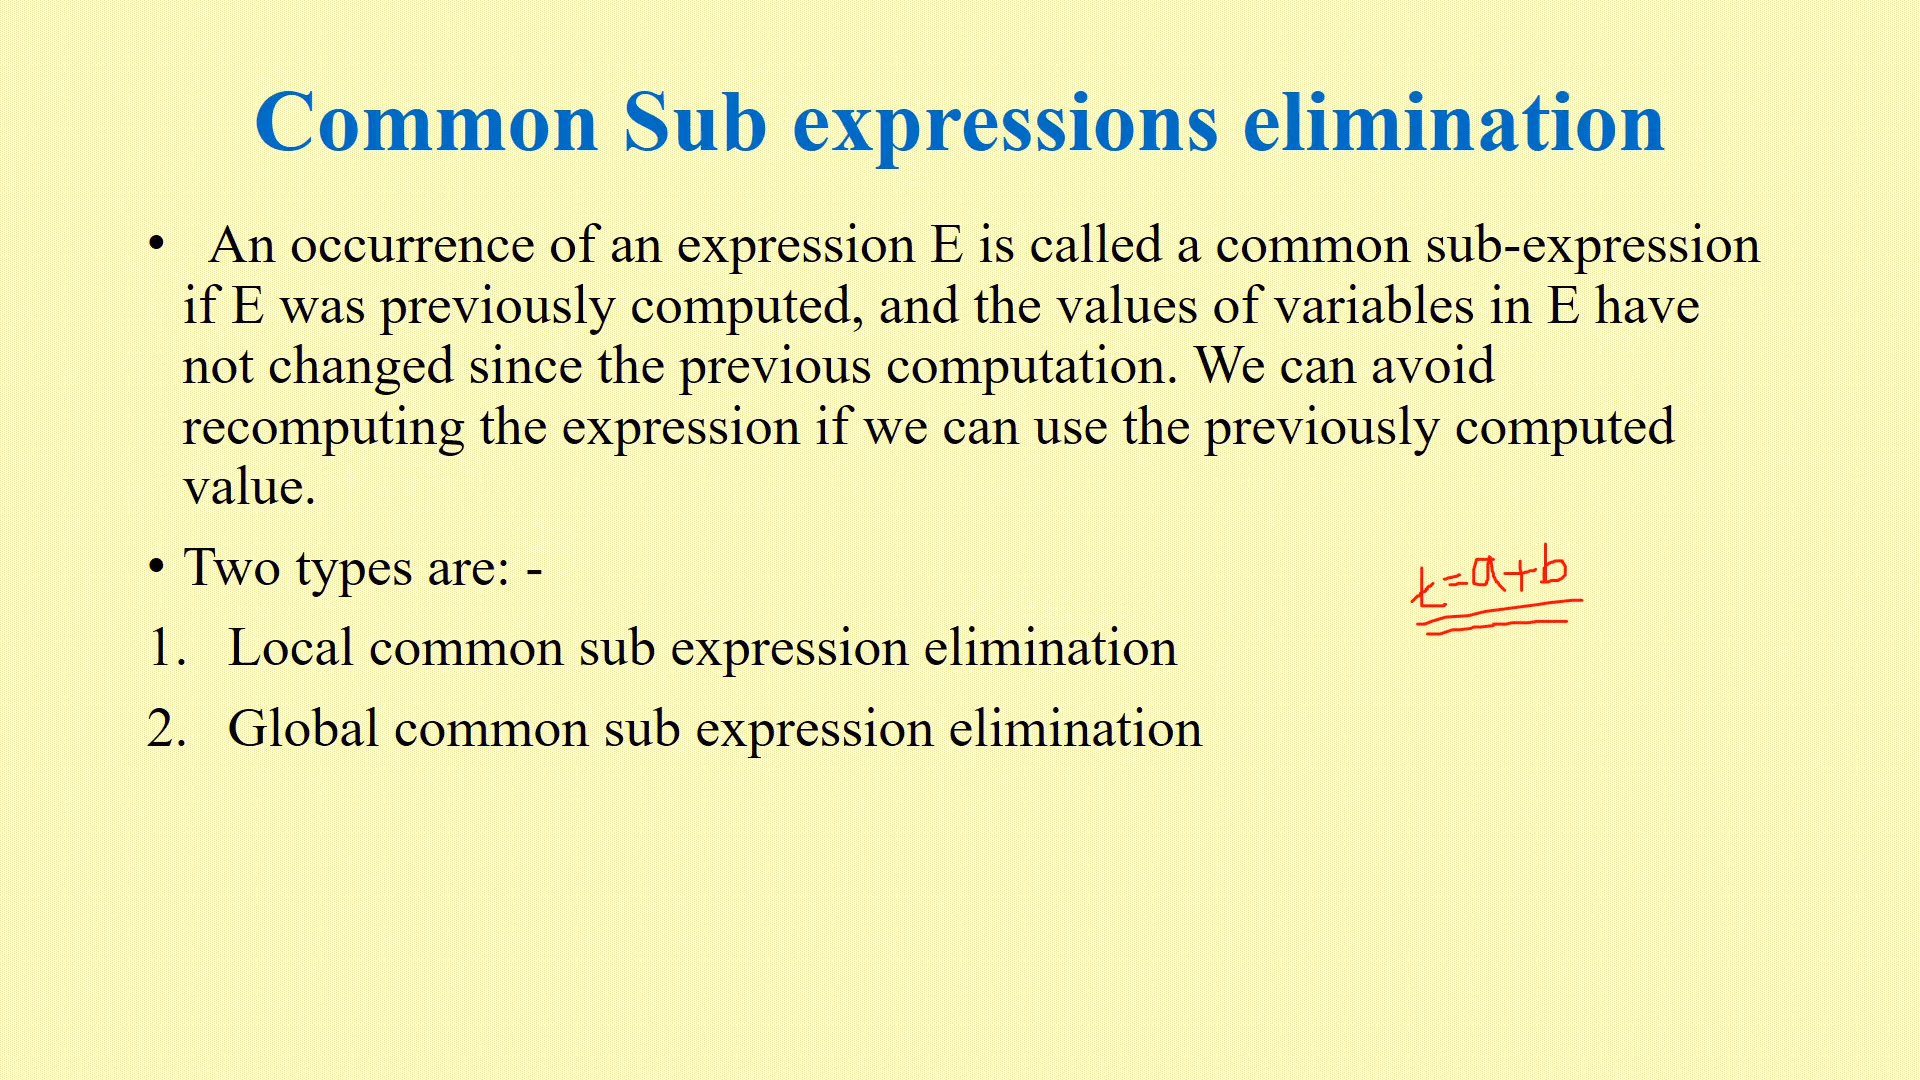 Common Sub expressions elimination
• An occurrence of an expression E is called a common sub-expression
if E was previously computed, and the values of variables in E have
not changed since the previous computation. We can avoid
recomputing the expression if we can use the previously computed
value.
• Two types are: -
t=a+b
1. Local common sub expression elimination
2. Global common sub expression elimination